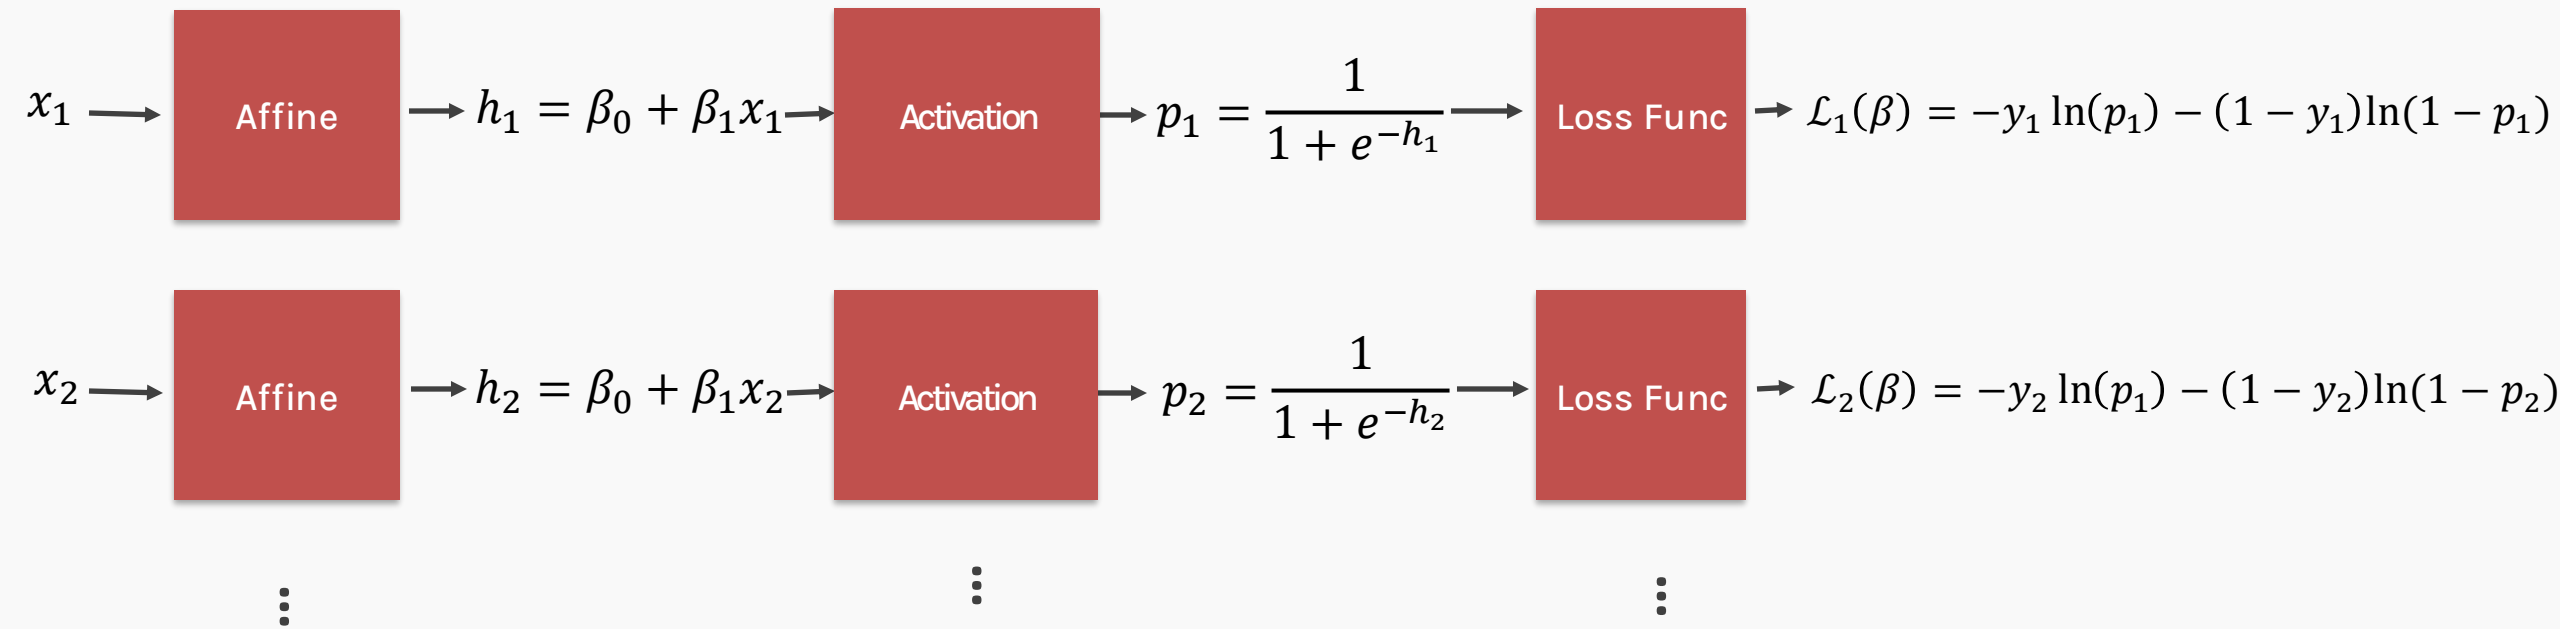 x₁ → Affine → h₁ = β₀ + β₁x₁ → Activation → p₁ = 1 / (1 + e^(−h₁)) → Loss Func → ℒ₁(β) = −y₁ ln(p₁) − (1 − y₁)ln(1 − p₁)
x₂ → Affine → h₂ = β₀ + β₁x₂ → Activation → p₂ = 1 / (1 + e^(−h₂)) → Loss Func → ℒ₂(β) = −y₂ ln(p₁) − (1 − y₂)ln(1 − p₂)
⋮ ⋮ ⋮